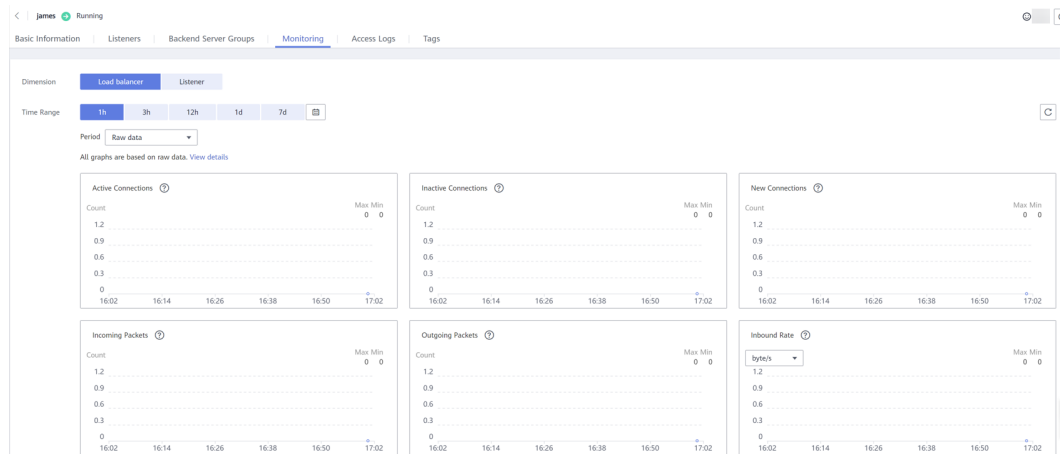 James Running
Basic Information Listeners Backend Server Groups Monitoring Access Logs Tags
Dimension Load balancer Listener
Time Range 1h 3h 12h 1d 7d
Period Raw data
All graphs are based on raw data. View details
Active Connections ?
Count Max Min
0 0
1.2
0.9
0.6
0.3
0
16:02 16:14 16:26 16:38 16:50 17:02
Inactive Connections ?
Count Max Min
0 0
1.2
0.9
0.6
0.3
0
16:02 16:14 16:26 16:38 16:50 17:02
New Connections ?
Count Max Min
0 0
1.2
0.9
0.6
0.3
0
16:02 16:14 16:26 16:38 16:50 17:02
Incoming Packets ?
Count Max Min
0 0
1.2
0.9
0.6
0.3
0
16:02 16:14 16:26 16:38 16:50 17:02
Outgoing Packets ?
Count Max Min
0 0
1.2
0.9
0.6
0.3
0
16:02 16:14 16:26 16:38 16:50 17:02
Inbound Rate ?
byte/s Max Min
0 0
1.2
0.9
0.6
0.3
0
16:02 16:14 16:26 16:38 16:50 17:02